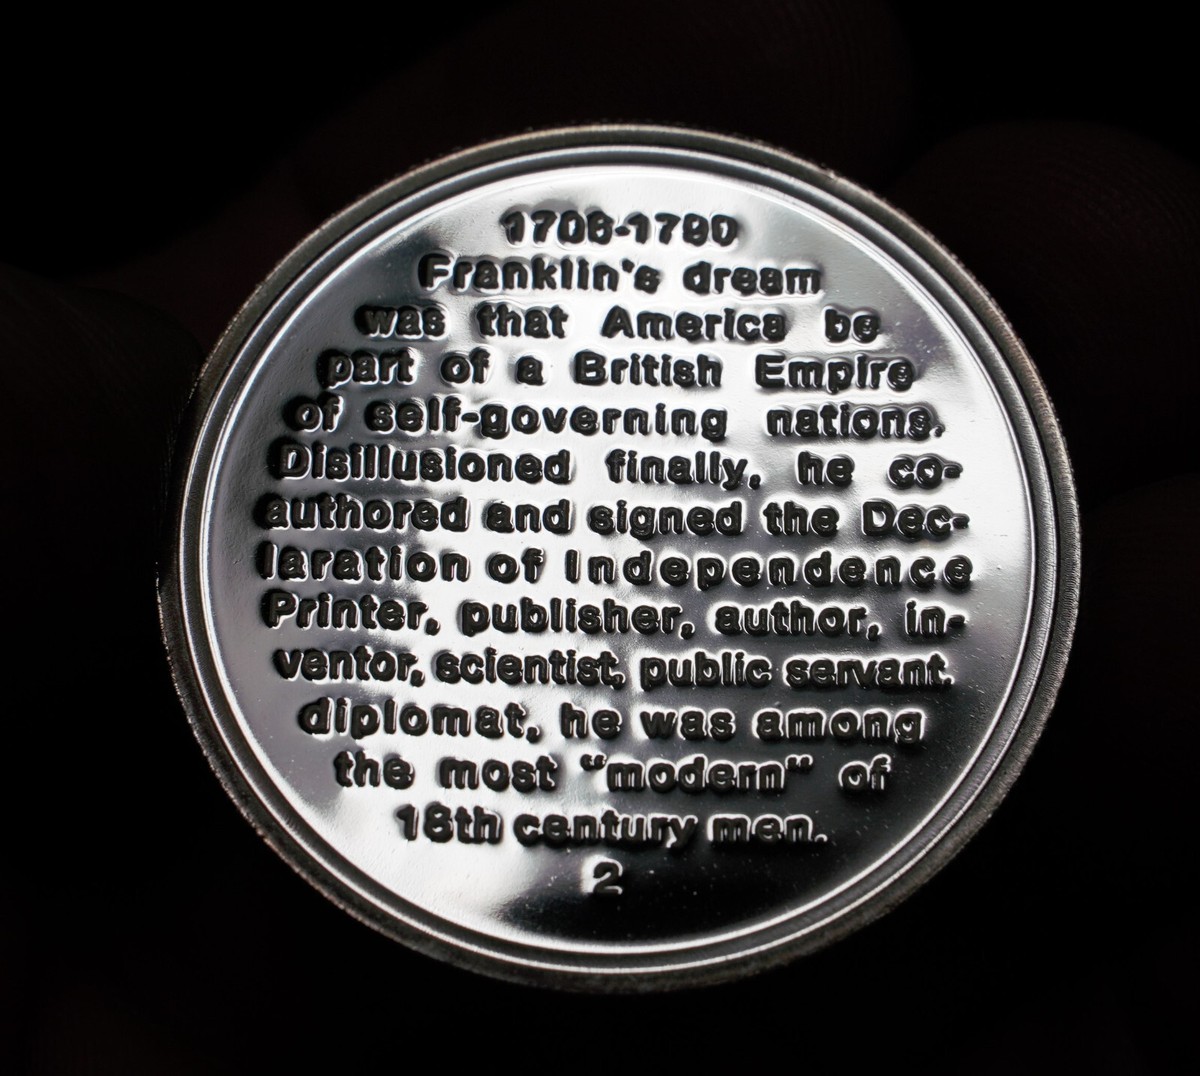 1706-1790
Franklin's dream
was that America be
part of a British Empire
of self-governing nations.
Disillusioned finally, he co-
authored and signed the Dec-
laration of Independence
Printer, publisher, author, in-
ventor, scientist, public servant.
diplomat, he was among
the most "modern" of
18th century men.
2